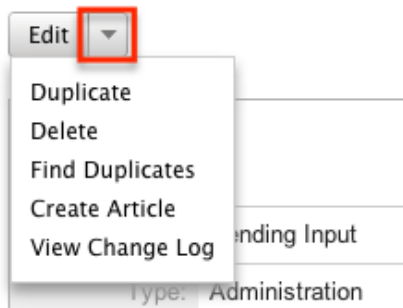 Edit
Duplicate
Delete
Find Duplicates
Create Article
View Change Log
ending Input
Type: Administration